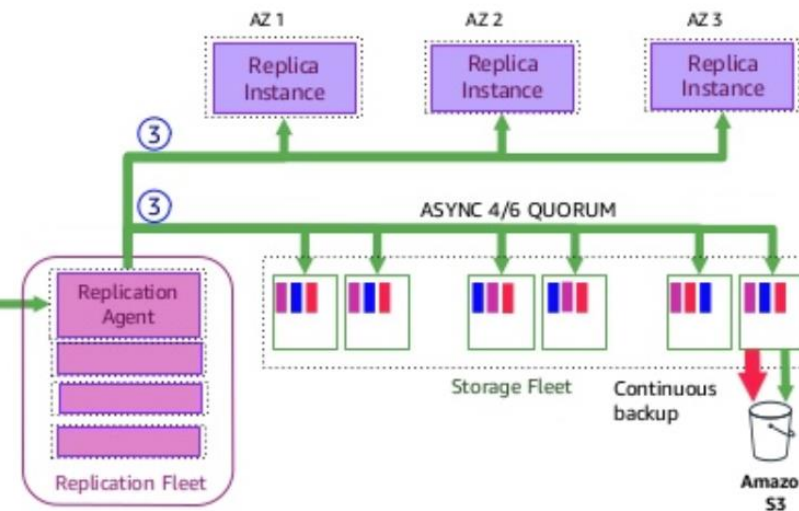 AZ 1
AZ 2
AZ 3
Replica
Instance
Replica
Instance
Replica
Instance
3
3
ASYNC 4/6 QUORUM
Replication
Agent
Storage Fleet
Continuous
backup
Replication Fleet
Amazo
S3